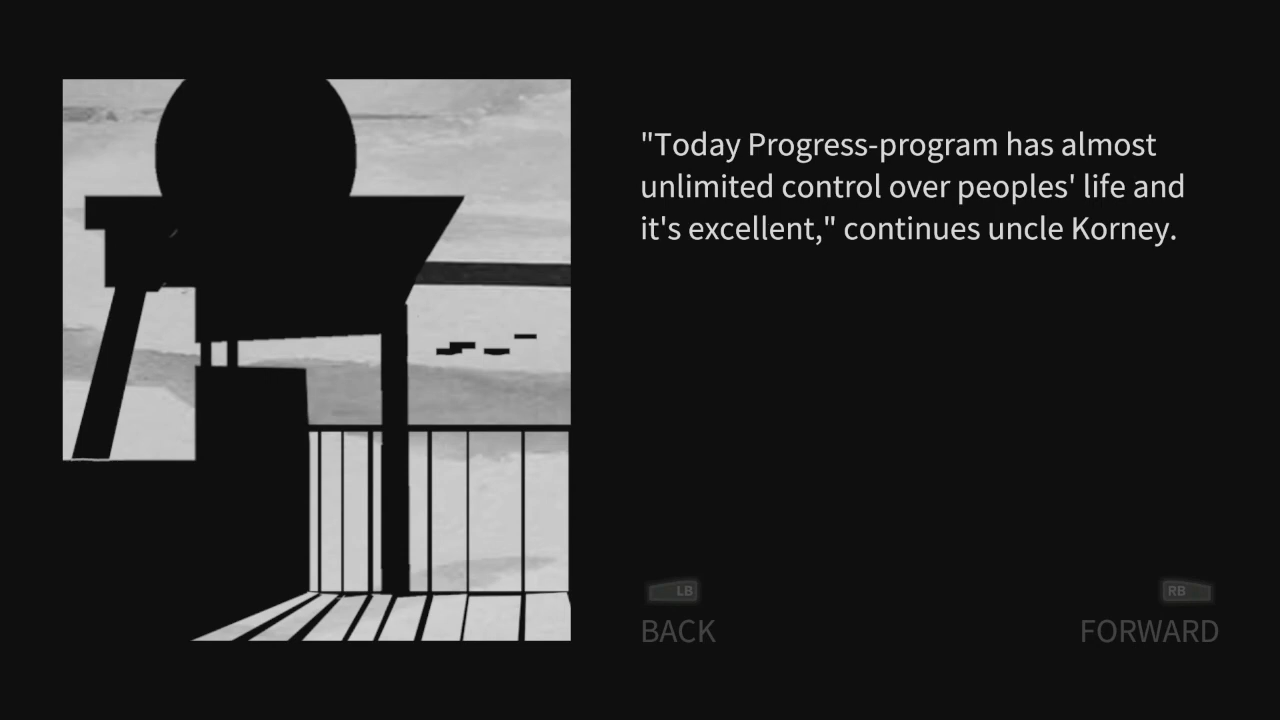 "Today Progress-program has almost
unlimited control over peoples' life and
it's excellent," continues uncle Korney.
LB
RB
BACK
FORWARD